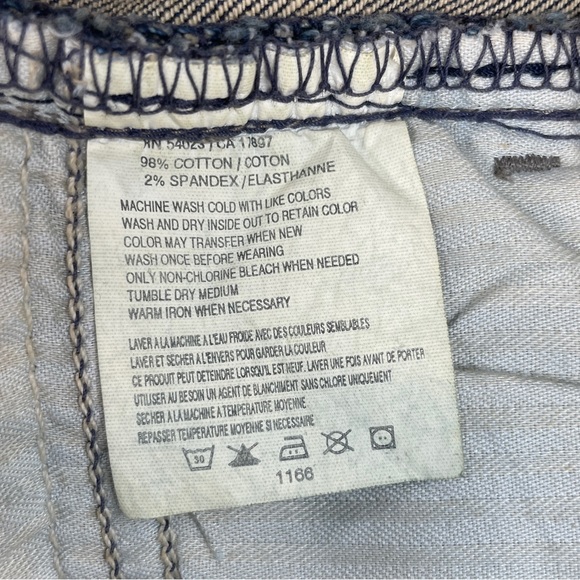 RN 54023 / CA 17897
98% COTTON / COTON
2% SPANDEX / ELASTHANNE
MACHINE WASH COLD WITH LIKE COLORS
WASH AND DRY INSIDE OUT TO RETAIN COLOR
COLOR MAY TRANSFER WHEN NEW
WASH ONCE BEFORE WEARING
ONLY NON-CHLORINE BLEACH WHEN NEEDED
TUMBLE DRY MEDIUM
WARM IRON WHEN NECESSARY
LAVER A LA MACHINE A L'EAU FROIDE AVEC DES COULEURS SEMBLABLES
LAVER ET SECHER A L'ENVERS POUR GARDER LA COULEUR
CE PRODUIT PEUT DETEINDRE LORSQU'IL EST NEUF. LAVER UNE FOIS AVANT DE PORTER
UTILISER AU BESOIN UN AGENT DE BLANCHIMENT SANS CHLORE UNIQUEMENT
SECHER A LA MACHINE A TEMPERATURE MOYENNE
REPASSER TEMPERATURE MOYENNE SI NECESSAIRE
30
1166